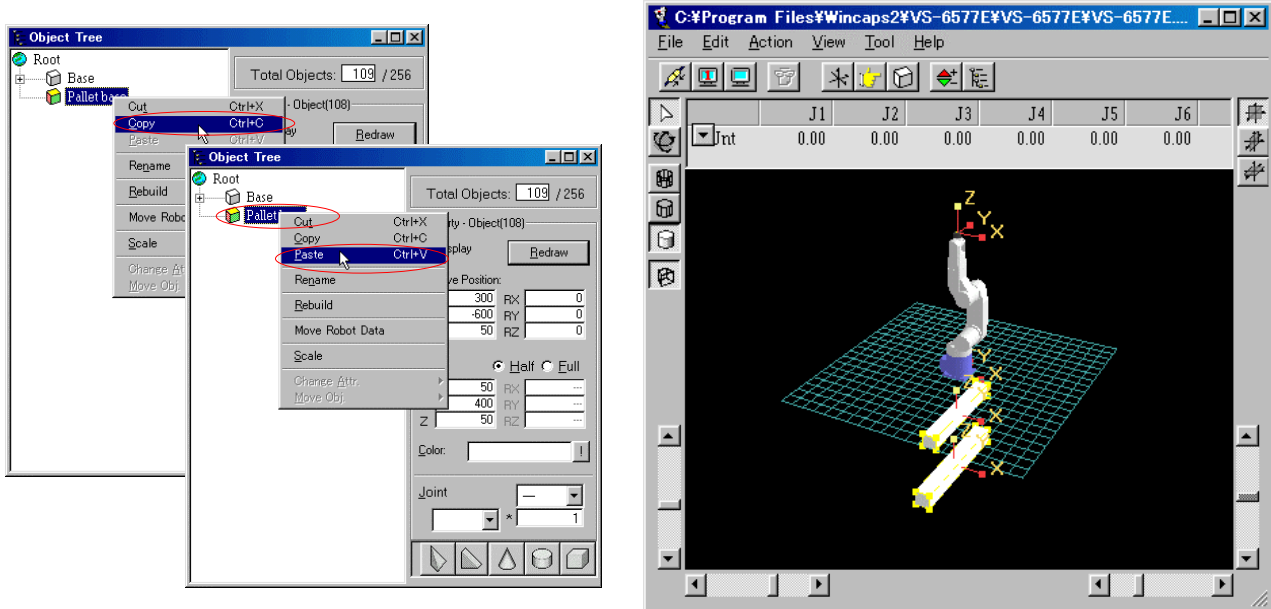 Object Tree
Root
Base
Pallet base
Total Objects: 109 / 256
- Object(108)
Redraw
Cut Ctrl+X
Copy Ctrl+C
Paste Ctrl+V
Rename
Rebuild
Move Robo
Scale
Change At
Move Obj
Object Tree
Root
Base
Pallet
Total Objects: 109 / 256
rty - Object(108)
splay
Redraw
Cut Ctrl+X
Copy Ctrl+C
Paste Ctrl+V
Rename
Rebuild
Move Robot Data
Scale
Change Attr.
Move Obj.
ve Position:
300 RX 0
-600 RY 0
50 RZ 0
Half Full
50 RX ---
400 RY ---
Z 50 RZ ---
Color: !
Joint —
* 1
C:¥Program Files¥Wincaps2¥VS-6577E¥VS-6577E¥VS-6577E....
File Edit Action View Tool Help
J1 J2 J3 J4 J5 J6
Jnt 0.00 0.00 0.00 0.00 0.00 0.00
Z
Y
X
Y
X
Z
X
X